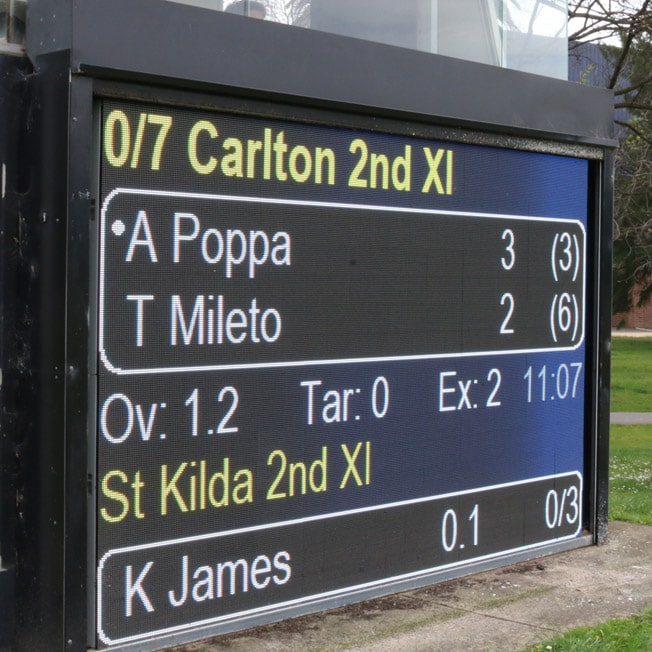 0/7 Carlton 2nd XI
A Poppa 3 (3)
T Mileto 2 (6)
Ov: 1.2 Tar: 0 Ex: 2 11:07
St Kilda 2nd XI
K James 0.1 0/3